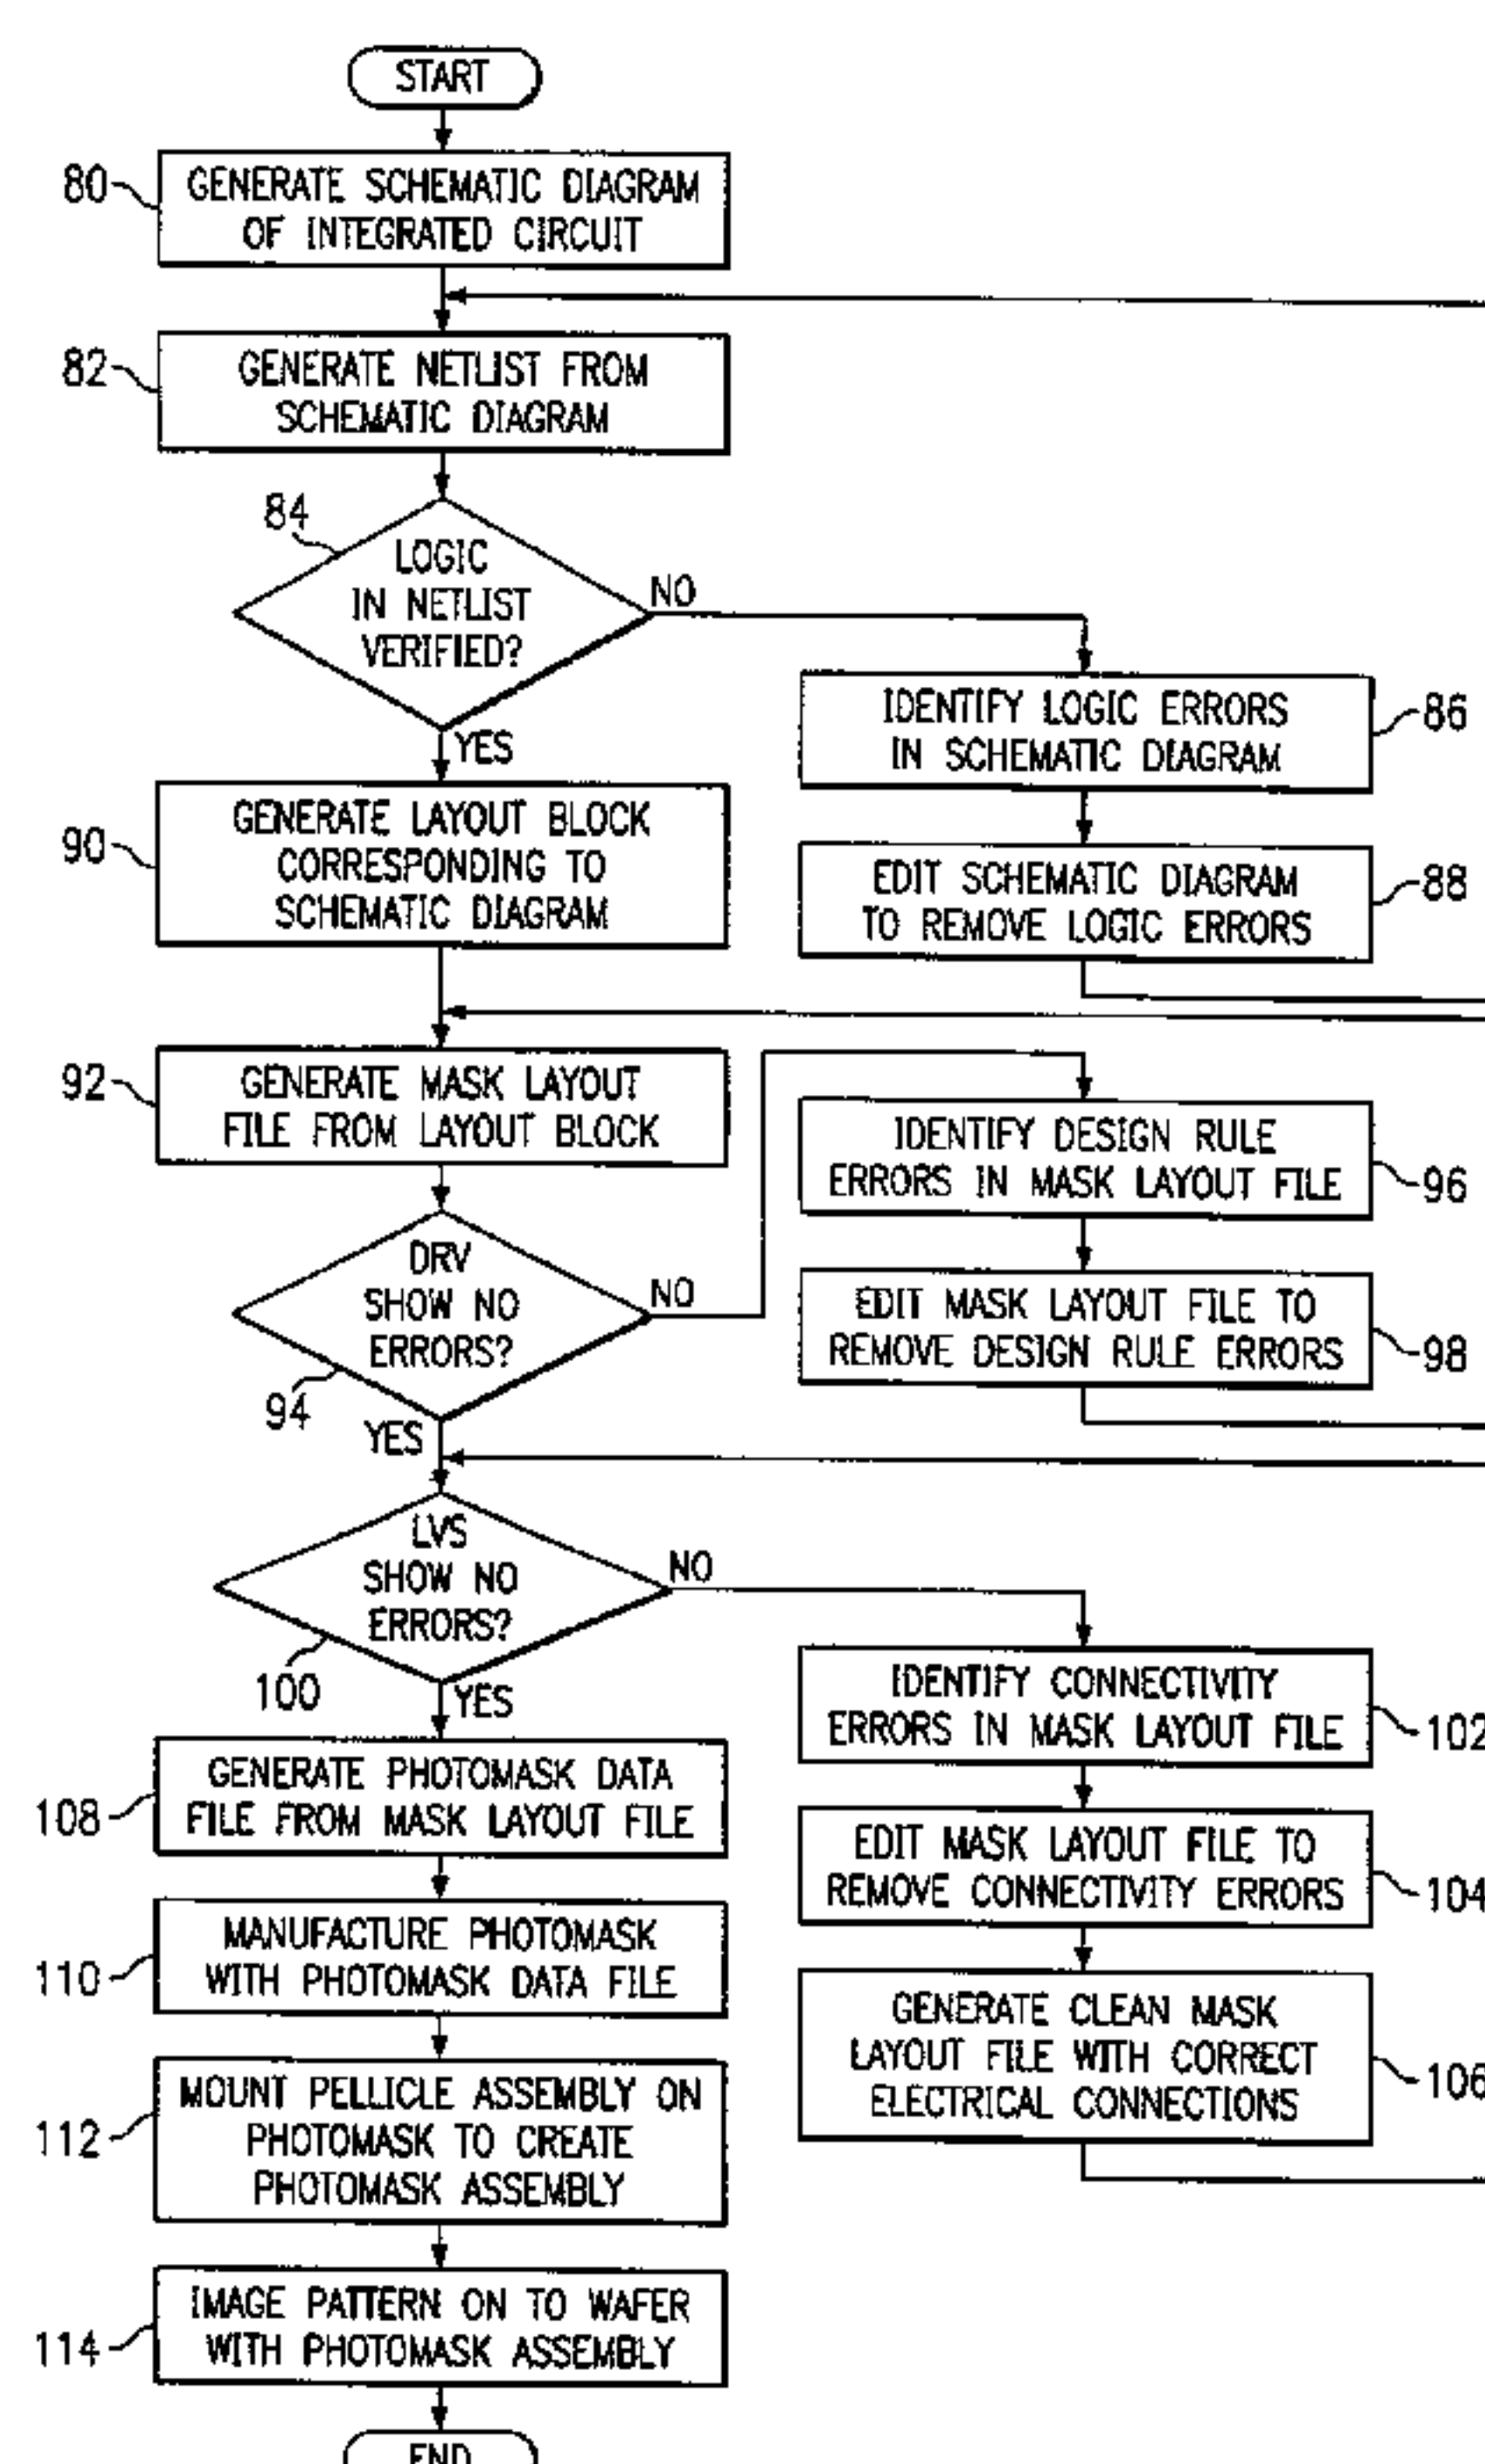 START
80
GENERATE SCHEMATIC DIAGRAM
OF INTEGRATED CIRCUIT
82
GENERATE NETLIST FROM
SCHEMATIC DIAGRAM
84
LOGIC
IN NETLIST
VERIFIED?
NO
YES
IDENTIFY LOGIC ERRORS
IN SCHEMATIC DIAGRAM
86
EDIT SCHEMATIC DIAGRAM
TO REMOVE LOGIC ERRORS
88
90
GENERATE LAYOUT BLOCK
CORRESPONDING TO
SCHEMATIC DIAGRAM
92
GENERATE MASK LAYOUT
FILE FROM LAYOUT BLOCK
DRV
SHOW NO
ERRORS?
94
NO
YES
IDENTIFY DESIGN RULE
ERRORS IN MASK LAYOUT FILE
96
EDIT MASK LAYOUT FILE TO
REMOVE DESIGN RULE ERRORS
98
LVS
SHOW NO
ERRORS?
100
NO
YES
IDENTIFY CONNECTIVITY
ERRORS IN MASK LAYOUT FILE
102
EDIT MASK LAYOUT FILE TO
REMOVE CONNECTIVITY ERRORS
104
GENERATE CLEAN MASK
LAYOUT FILE WITH CORRECT
ELECTRICAL CONNECTIONS
106
108
GENERATE PHOTOMASK DATA
FILE FROM MASK LAYOUT FILE
110
MANUFACTURE PHOTOMASK
WITH PHOTOMASK DATA FILE
112
MOUNT PELLICLE ASSEMBLY ON
PHOTOMASK TO CREATE
PHOTOMASK ASSEMBLY
114
IMAGE PATTERN ON TO WAFER
WITH PHOTOMASK ASSEMBLY
END